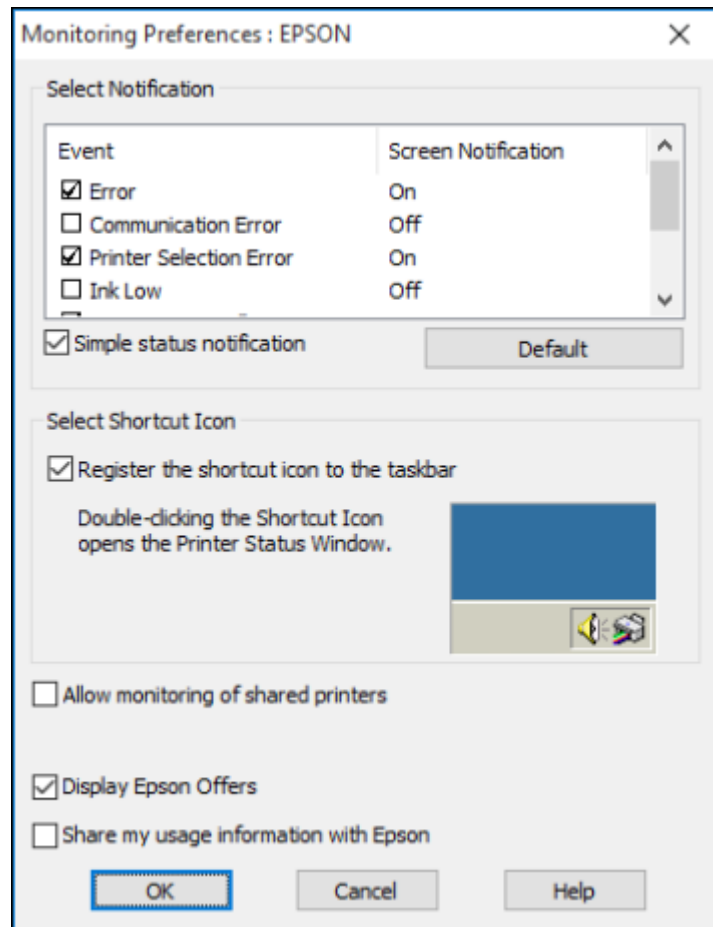 Monitoring Preferences : EPSON
Select Notification
Event Screen Notification
Error On
Communication Error Off
Printer Selection Error On
Ink Low Off
Simple status notification Default
Select Shortcut Icon
Register the shortcut icon to the taskbar
Double-clicking the Shortcut Icon
opens the Printer Status Window.
Allow monitoring of shared printers
Display Epson Offers
Share my usage information with Epson
OK Cancel Help